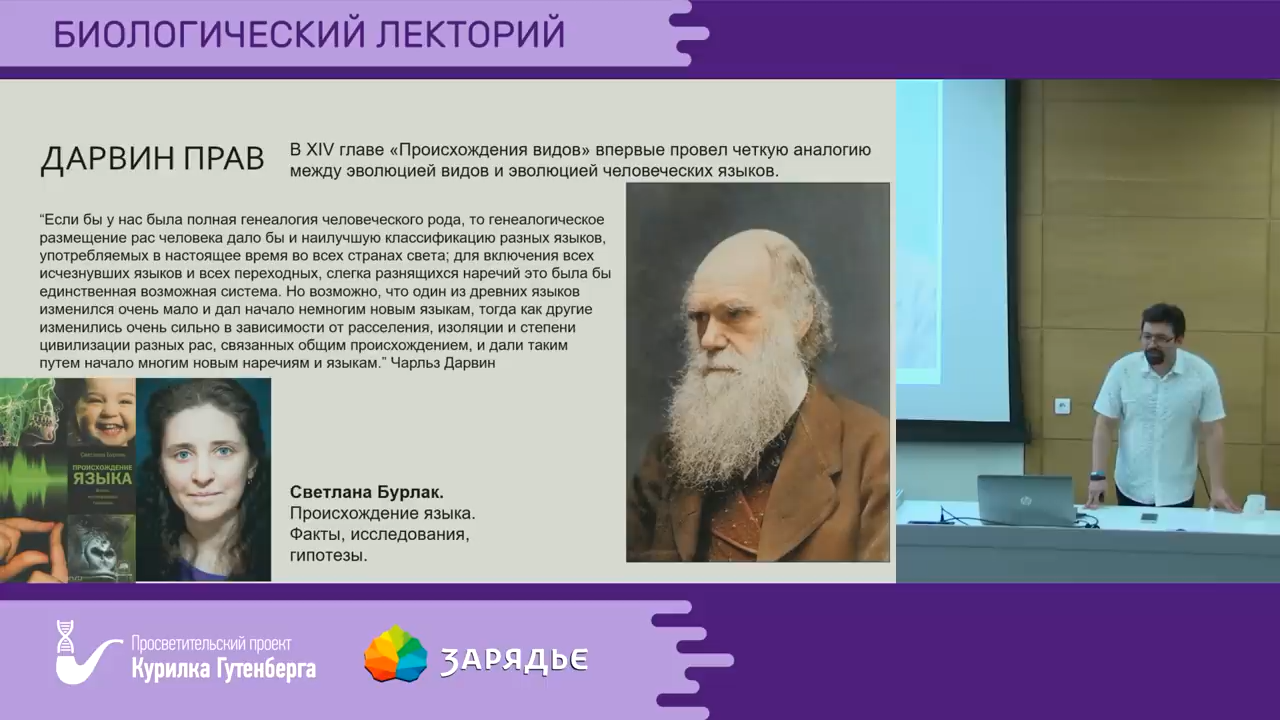 БИОЛОГИЧЕСКИЙ ЛЕКТОРИЙ
ДАРВИН ПРАВ
В XIV главе «Происхождения видов» впервые провел четкую аналогию
между эволюцией видов и эволюцией человеческих языков.
“Если бы у нас была полная генеалогия человеческого рода, то генеалогическое
размещение рас человека дало бы и наилучшую классификацию разных языков,
употребляемых в настоящее время во всех странах света; для включения всех
исчезнувших языков и всех переходных, слегка разнящихся наречий это была бы
единственная возможная система. Но возможно, что один из древних языков
изменился очень мало и дал начало немногим новым языкам, тогда как другие
изменились очень сильно в зависимости от расселения, изоляции и степени
цивилизации разных рас, связанных общим происхождением, и дали таким
путем начало многим новым наречиям и языкам.” Чарльз Дарвин
Светлана Бурлак
ПРОИСХОЖДЕНИЕ
ЯЗЫКА
Светлана Бурлак.
Происхождение языка.
Факты, исследования,
гипотезы.
hp
Просветительский проект
Курилка Гутенберга
ЗАРЯДЬЕ